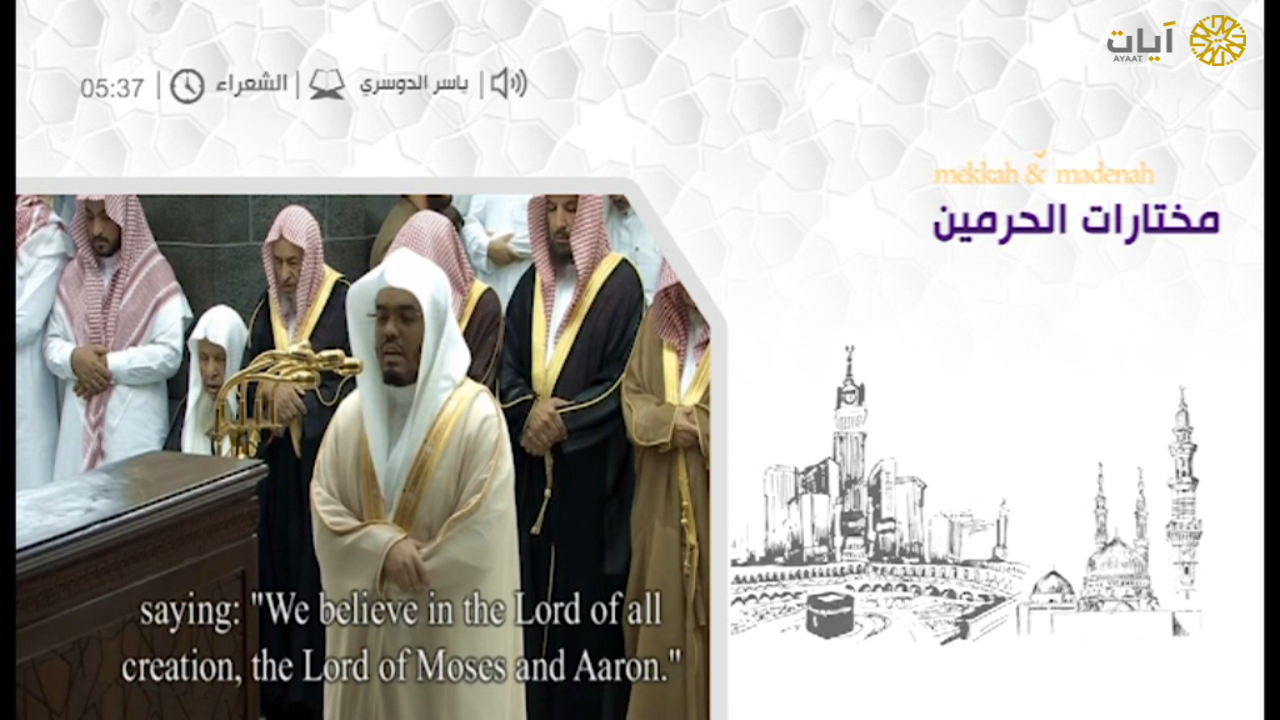 آيات
AYAAT
ياسر الدوسري | الشعراء | 05:37
mekkah & madenah
مختارات الحرمين
saying: "We believe in the Lord of all
creation, the Lord of Moses and Aaron."